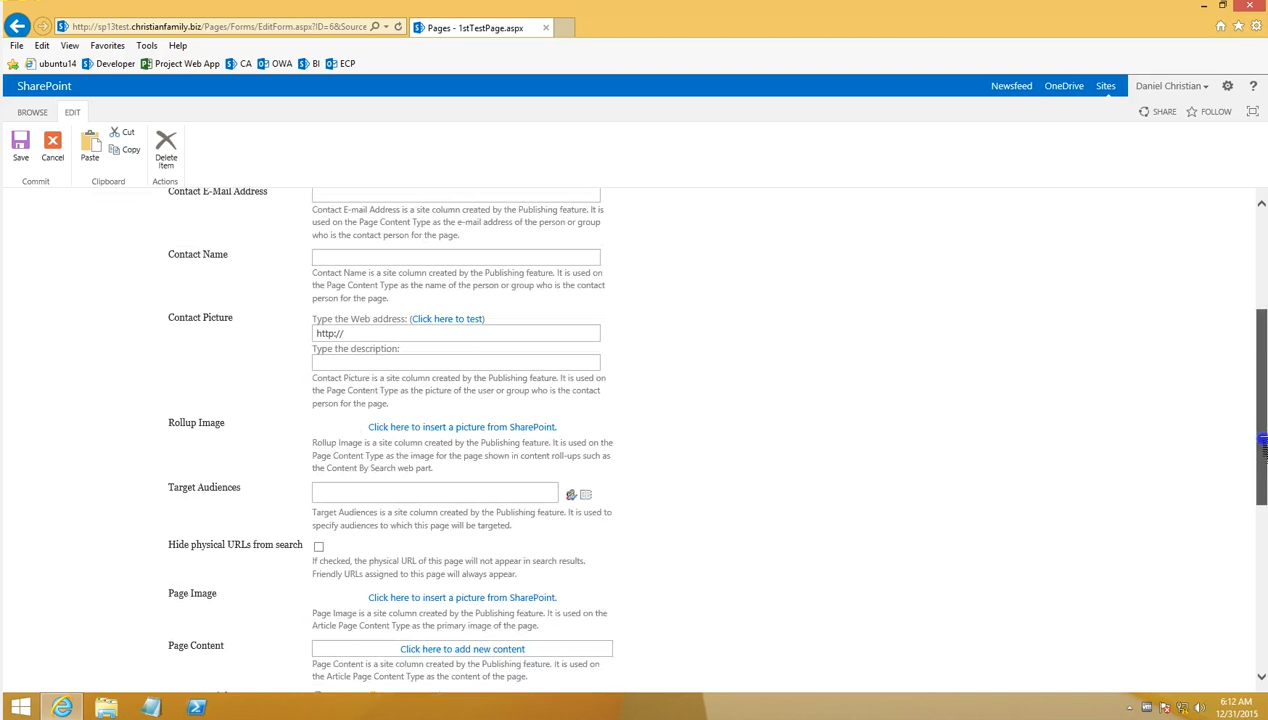 http://sp13test.christianfamily.biz/Pages/Forms/EditForm.aspx?ID=6&Source
Pages - 1stTestPage.aspx
File Edit View Favorites Tools Help
ubuntu14 Developer Project Web App CA OWA BI ECP
SharePoint
Newsfeed OneDrive Sites Daniel Christian ?
BROWSE EDIT
SHARE FOLLOW
Save Cancel Paste Cut Copy Delete Item
Commit Clipboard Actions
Contact E-Mail Address
Contact E-mail Address is a site column created by the Publishing feature. It is
used on the Page Content Type as the e-mail address of the person or group
who is the contact person for the page.
Contact Name
Contact Name is a site column created by the Publishing feature. It is used on
the Page Content Type as the name of the person or group who is the contact
person for the page.
Contact Picture
Type the Web address: (Click here to test)
http://
Type the description:
Contact Picture is a site column created by the Publishing feature. It is used on
the Page Content Type as the picture of the user or group who is the contact
person for the page.
Rollup Image
Click here to insert a picture from SharePoint.
Rollup Image is a site column created by the Publishing feature. It is used on the
Page Content Type as the image for the page shown in content roll-ups such as
the Content By Search web part.
Target Audiences
Target Audiences is a site column created by the Publishing feature. It is used to
specify audiences to which this page will be targeted.
Hide physical URLs from search
If checked, the physical URL of this page will not appear in search results.
Friendly URLs assigned to this page will always appear.
Page Image
Click here to insert a picture from SharePoint.
Page Image is a site column created by the Publishing feature. It is used on the
Article Page Content Type as the primary image of the page.
Page Content
Click here to add new content
Page Content is a site column created by the Publishing feature. It is used on
the Article Page Content Type as the content of the page.
6:12 AM
12/31/2015